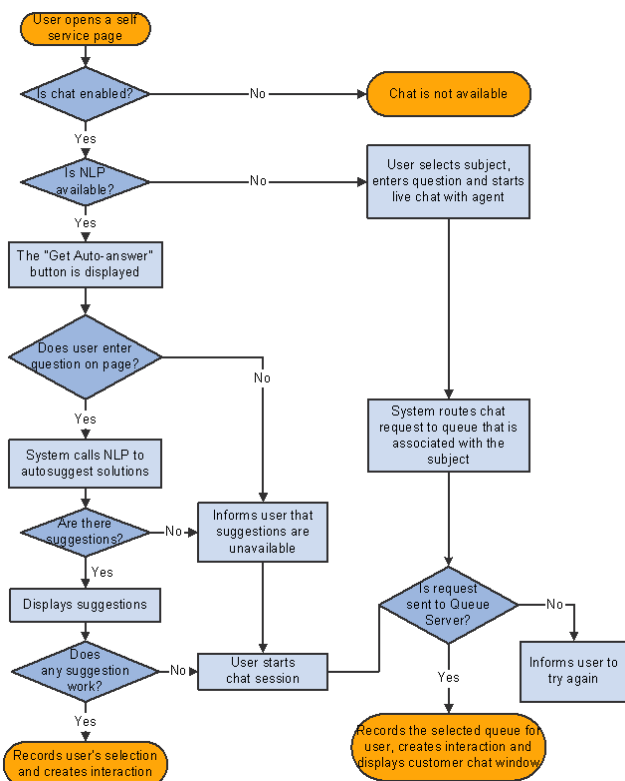 User opens a self
service page
Is chat enabled?
No
Chat is not available
Yes
Is NLP
available?
No
User selects subject,
enters question and starts
live chat with agent
Yes
The "Get Auto-answer"
button is displayed
Does user enter
question on page?
No
Yes
System routes chat
request to queue that is
associated with the
subject
System calls NLP to
autosuggest solutions
Are there
suggestions?
No
Informs user that
suggestions are
unavailable
Yes
Is request
sent to Queue
Server?
No
Displays suggestions
Does
any suggestion
work?
No
User starts
chat session
Informs user to
try again
Yes
Yes
Records user's selection
and creates interaction
Records the selected queue for
user, creates interaction and
displays customer chat window